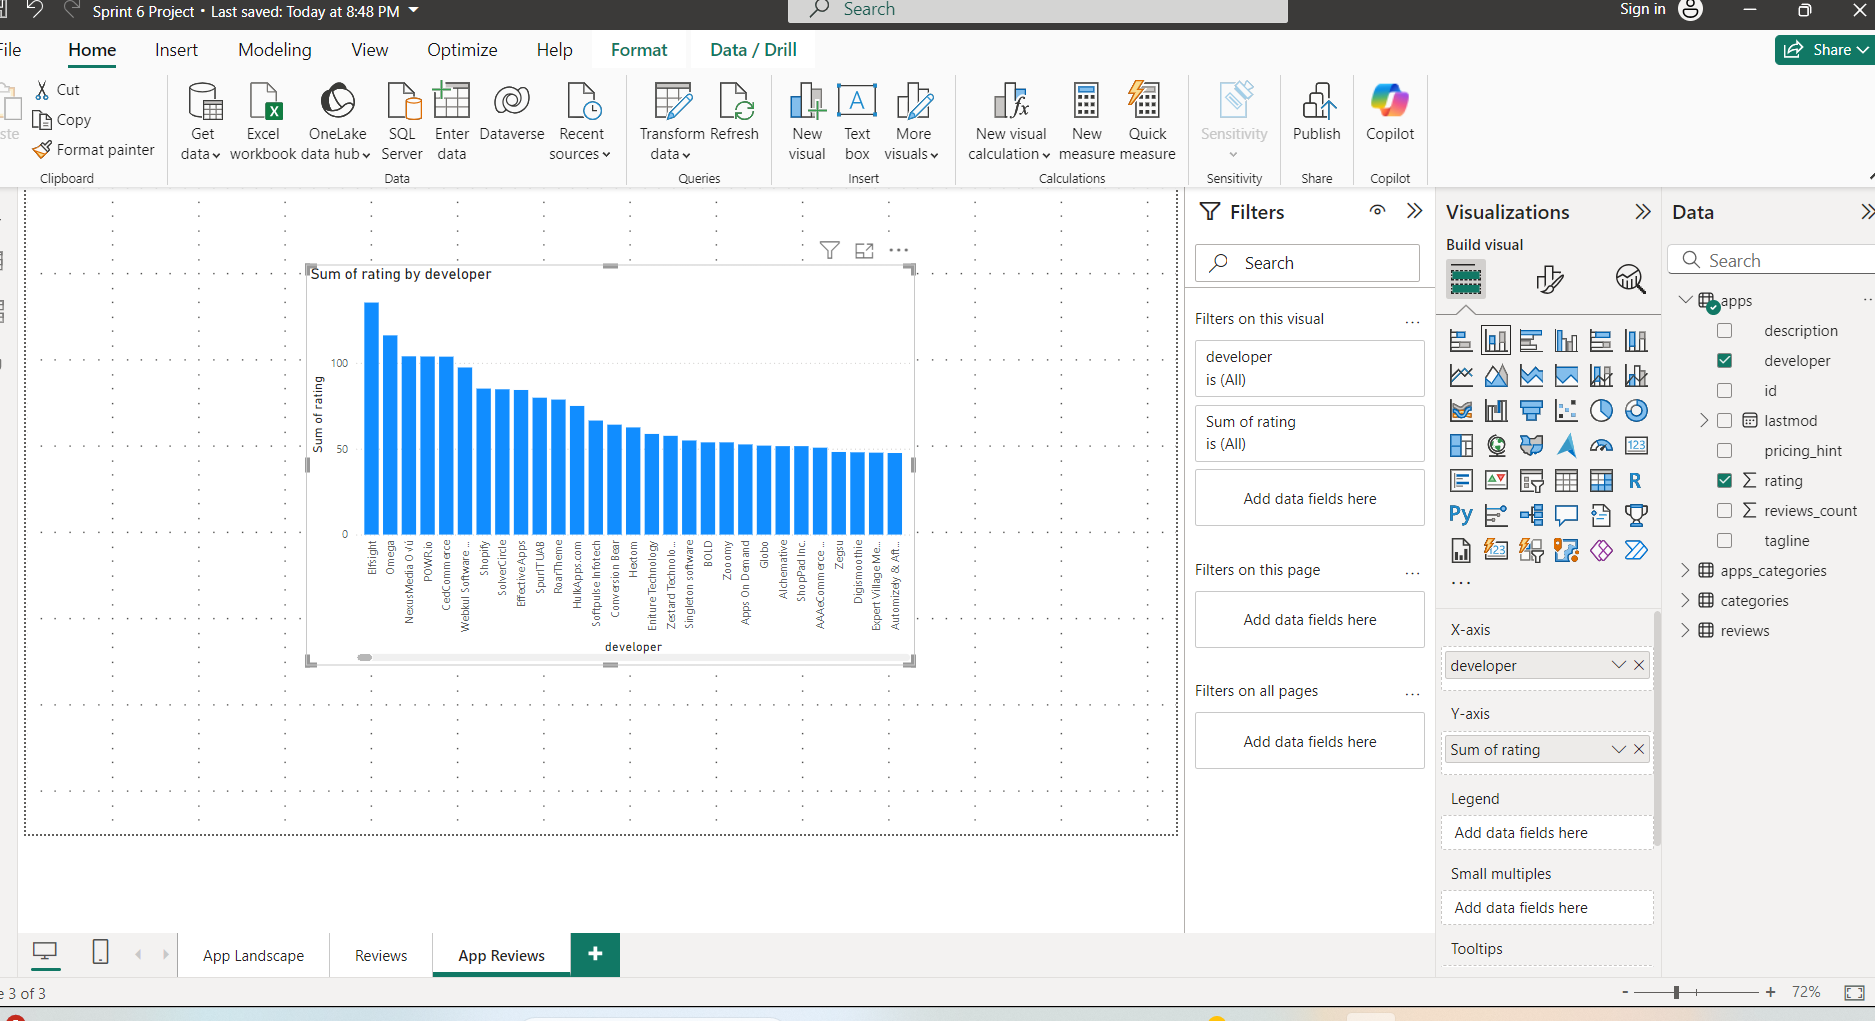 Sprint 6 Project • Last saved: Today at 8:48 PM
Search
Sign in
File
Home
Insert
Modeling
View
Optimize
Help
Format
Data / Drill
Share
Cut
Copy
Format painter
Clipboard
Get data
Excel workbook
OneLake data hub
SQL Server
Enter data
Dataverse
Recent sources
Data
Transform data
Refresh
Queries
New visual
Text box
More visuals
Insert
New visual calculation
New measure
Quick measure
Calculations
Sensitivity
Sensitivity
Publish
Share
Copilot
Copilot
Sum of rating by developer
Sum of rating
100
50
0
Elfsight
Omega
POWR.io
CedCommerce
Webkul Software ...
Shopify
SolverCircle
Effective Apps
SpurIT UAB
RoarTheme
HulkApps.com
Softpulse Infotech
Conversion Bear
Hextom
Eniture Technology
Zestard Technolo...
Singleton software
BOLD
Zooomy
Apps On Demand
Globo
Alchemative
ShopPad Inc.
AAAeCommerce ...
Zegsu
Digismoothie
Expert Village Me...
Automizely & Aft...
developer
Filters
Search
Filters on this visual
...
developer
is (All)
Sum of rating
is (All)
Add data fields here
Filters on this page
...
Add data fields here
Filters on all pages
...
Add data fields here
Visualizations
Build visual
123
R
Py
123
...
X-axis
developer
Y-axis
Sum of rating
Legend
Add data fields here
Small multiples
Add data fields here
Tooltips
Data
Search
apps
description
developer
id
lastmod
pricing_hint
rating
reviews_count
tagline
apps_categories
categories
reviews
App Landscape
Reviews
App Reviews
3 of 3
- + 72%